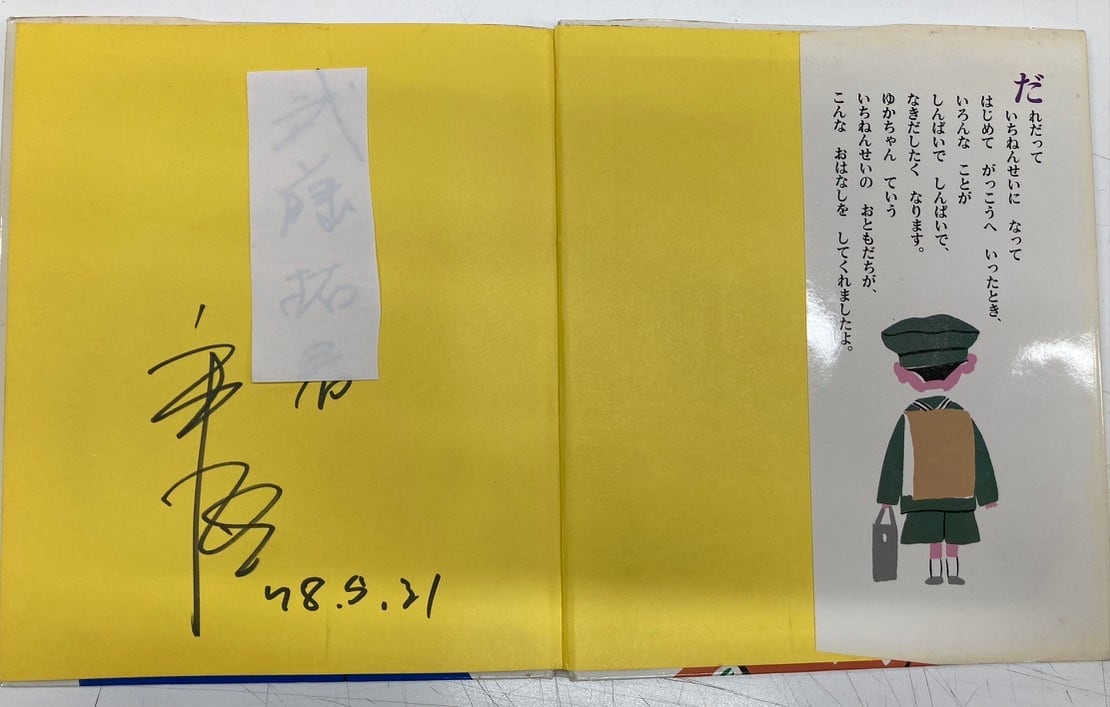 だれだって
いちねんせいに なって
はじめて がっこうへ いったとき、
いろんな ことが
しんぱいで しんぱいで、
なきだしたく なります。
ゆかちゃん ていう
いちねんせいの おともだちが、
こんな おはなしを してくれましたよ。
武藤拓君
78.5.31